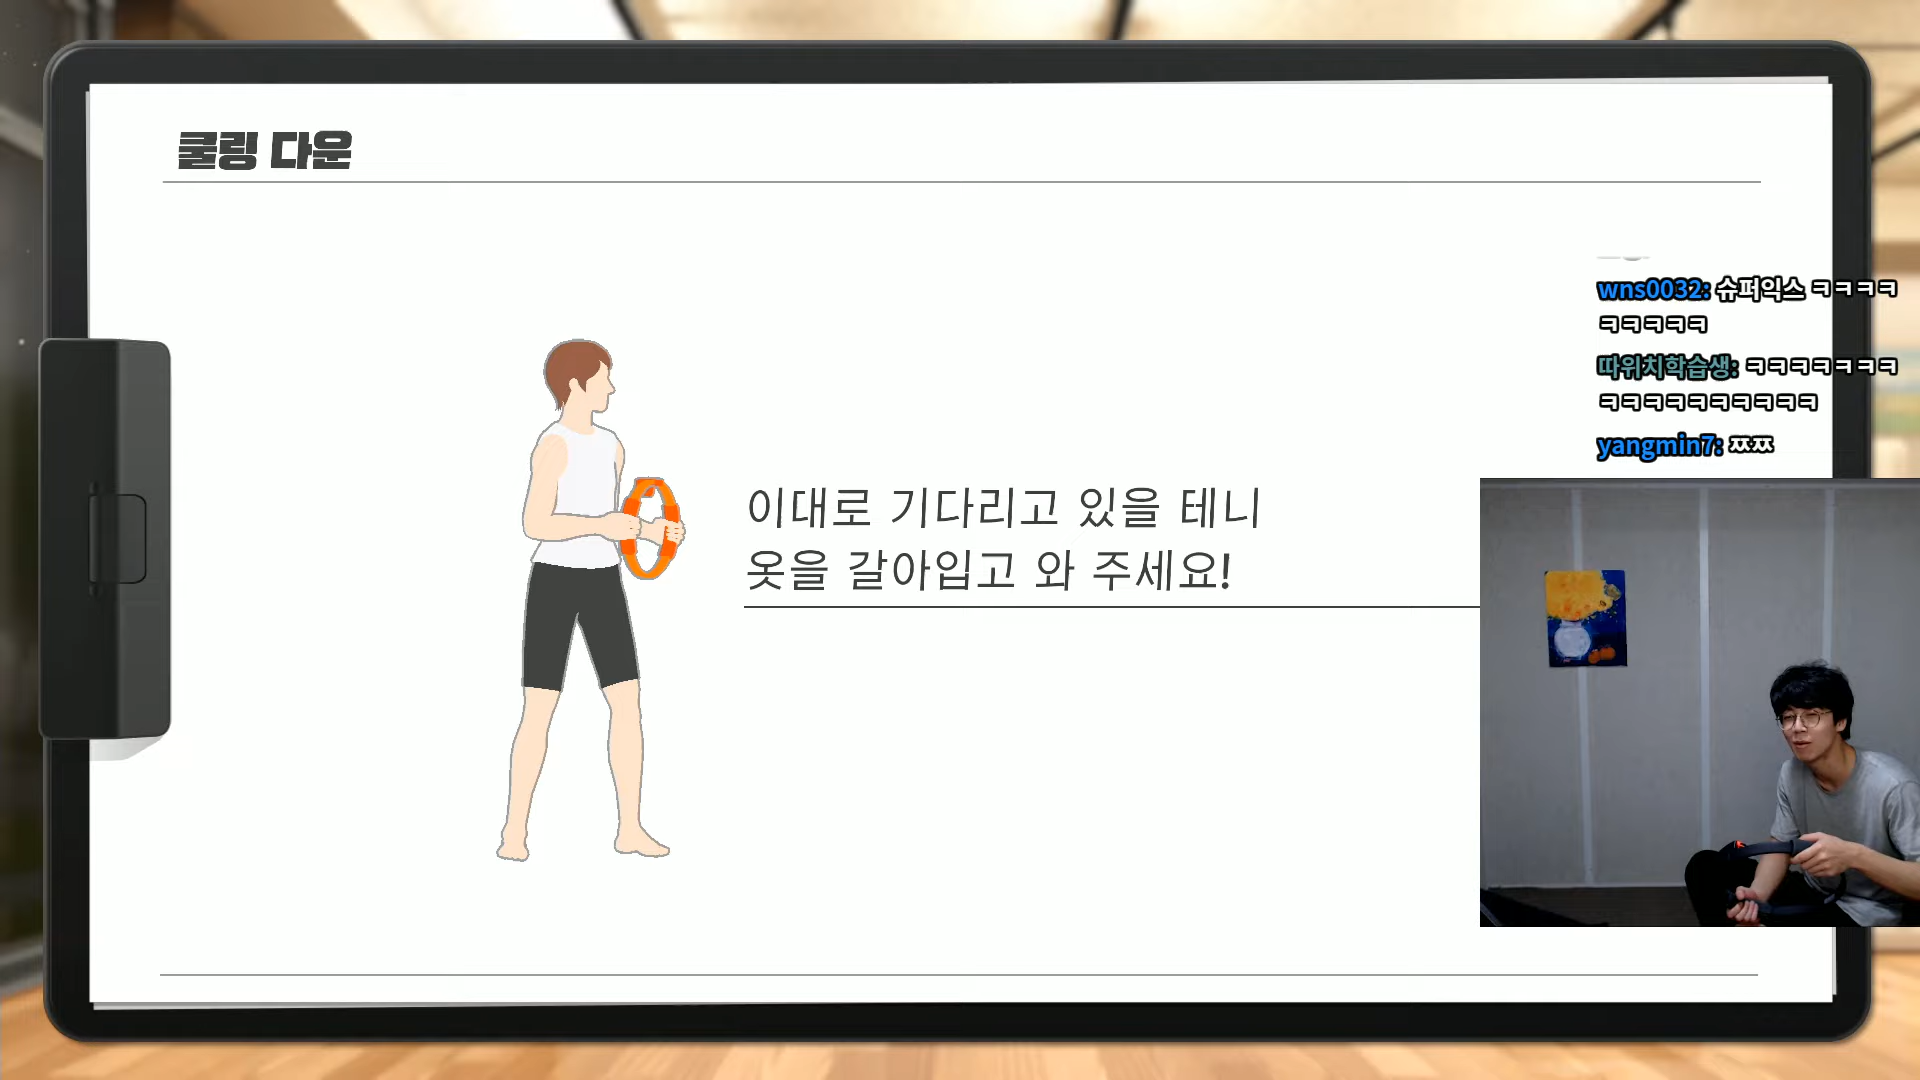 쿨링 다운
wns0032: 슈퍼익스 ㅋㅋㅋㅋ
ㅋㅋㅋㅋㅋ
따위치학습생: ㅋㅋㅋㅋㅋㅋㅋ
ㅋㅋㅋㅋㅋㅋㅋㅋㅋㅋ
yangmin7: ㅉㅉ
이대로 기다리고 있을 테니
옷을 갈아입고 와 주세요!